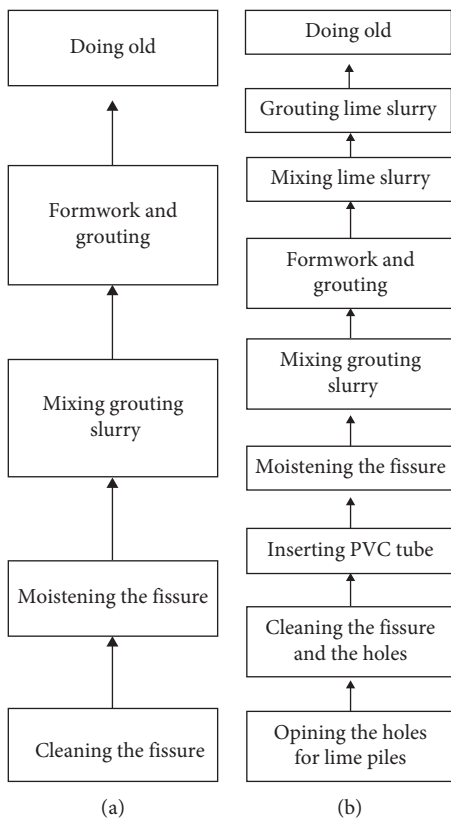 Doing old
Formwork and
grouting
Mixing grouting
slurry
Moistening the fissure
Cleaning the fissure
(a)
Doing old
Grouting lime slurry
Mixing lime slurry
Formwork and
grouting
Mixing grouting
slurry
Moistening the fissure
Inserting PVC tube
Cleaning the fissure
and the holes
Opining the holes
for lime piles
(b)